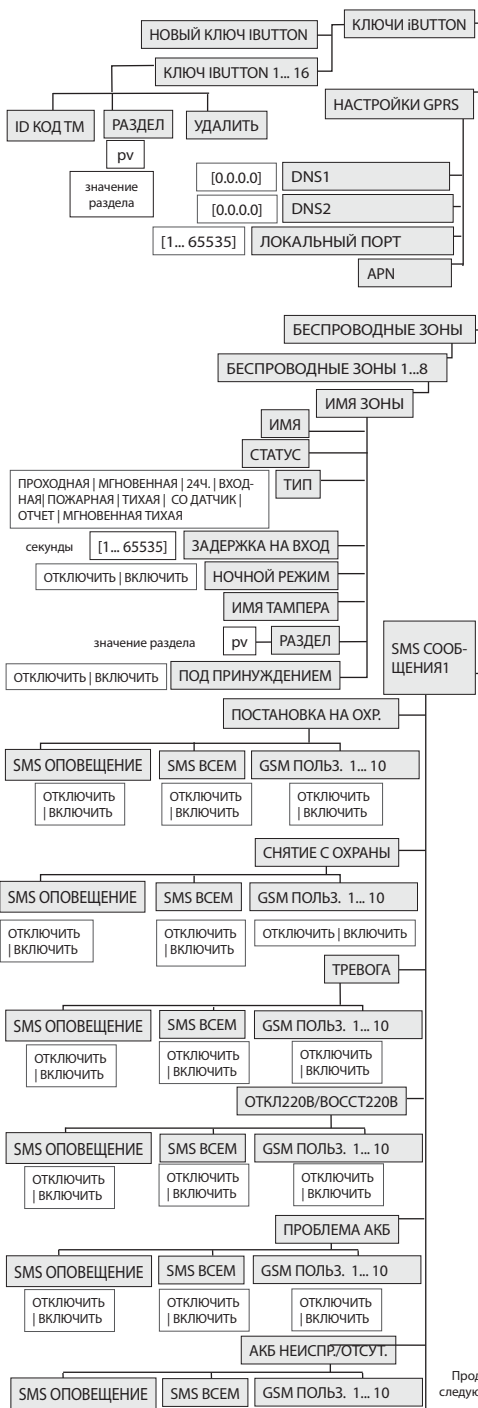 КЛЮЧИ iBUTTON
НОВЫЙ КЛЮЧ IBUTTON
КЛЮЧ IBUTTON 1... 16
ID КОД ТМ
РАЗДЕЛ
УДАЛИТЬ
pv
значение
раздела
НАСТРОЙКИ GPRS
[0.0.0.0]
DNS1
[0.0.0.0]
DNS2
[1... 65535]
ЛОКАЛЬНЫЙ ПОРТ
APN
БЕСПРОВОДНЫЕ ЗОНЫ
БЕСПРОВОДНЫЕ ЗОНЫ 1...8
ИМЯ ЗОНЫ
ИМЯ
СТАТУС
ПРОХОДНАЯ | МГНОВЕННАЯ | 24Ч. | ВХОД-
НАЯ| ПОЖАРНАЯ | ТИХАЯ | СО ДАТЧИК |
ОТЧЕТ | МГНОВЕННАЯ ТИХАЯ
ТИП
секунды
[1... 65535]
ЗАДЕРЖКА НА ВХОД
ОТКЛЮЧИТЬ | ВКЛЮЧИТЬ
НОЧНОЙ РЕЖИМ
ИМЯ ТАМПЕРА
значение раздела
pv
РАЗДЕЛ
ОТКЛЮЧИТЬ | ВКЛЮЧИТЬ
ПОД ПРИНУЖДЕНИЕМ
SMS СООБ-
ЩЕНИЯ1
ПОСТАНОВКА НА ОХР.
SMS ОПОВЕЩЕНИЕ
SMS ВСЕМ
GSM ПОЛЬЗ. 1... 10
ОТКЛЮЧИТЬ
| ВКЛЮЧИТЬ
ОТКЛЮЧИТЬ
| ВКЛЮЧИТЬ
ОТКЛЮЧИТЬ
| ВКЛЮЧИТЬ
СНЯТИЕ С ОХРАНЫ
SMS ОПОВЕЩЕНИЕ
SMS ВСЕМ
GSM ПОЛЬЗ. 1... 10
ОТКЛЮЧИТЬ
| ВКЛЮЧИТЬ
ОТКЛЮЧИТЬ
| ВКЛЮЧИТЬ
ОТКЛЮЧИТЬ | ВКЛЮЧИТЬ
ТРЕВОГА
SMS ОПОВЕЩЕНИЕ
SMS ВСЕМ
GSM ПОЛЬЗ. 1... 10
ОТКЛЮЧИТЬ
| ВКЛЮЧИТЬ
ОТКЛЮЧИТЬ
| ВКЛЮЧИТЬ
ОТКЛЮЧИТЬ
| ВКЛЮЧИТЬ
ОТКЛ220В/ВОССТ220В
SMS ОПОВЕЩЕНИЕ
SMS ВСЕМ
GSM ПОЛЬЗ. 1... 10
ОТКЛЮЧИТЬ
| ВКЛЮЧИТЬ
ОТКЛЮЧИТЬ
| ВКЛЮЧИТЬ
ОТКЛЮЧИТЬ
| ВКЛЮЧИТЬ
ПРОБЛЕМА АКБ
SMS ОПОВЕЩЕНИЕ
SMS ВСЕМ
GSM ПОЛЬЗ. 1... 10
ОТКЛЮЧИТЬ
| ВКЛЮЧИТЬ
ОТКЛЮЧИТЬ
| ВКЛЮЧИТЬ
ОТКЛЮЧИТЬ
| ВКЛЮЧИТЬ
АКБ НЕИСПР./ОТСУТ.
SMS ОПОВЕЩЕНИЕ
SMS ВСЕМ
GSM ПОЛЬЗ. 1... 10